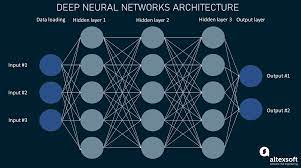 DEEP NEURAL NETWORKS ARCHITECTURE
Data loading Hidden layer 1 Hidden layer 2 Hidden layer 3 Output layer
Input #1
Input #2
Input #3
Output #1
Output #2
altexsoft